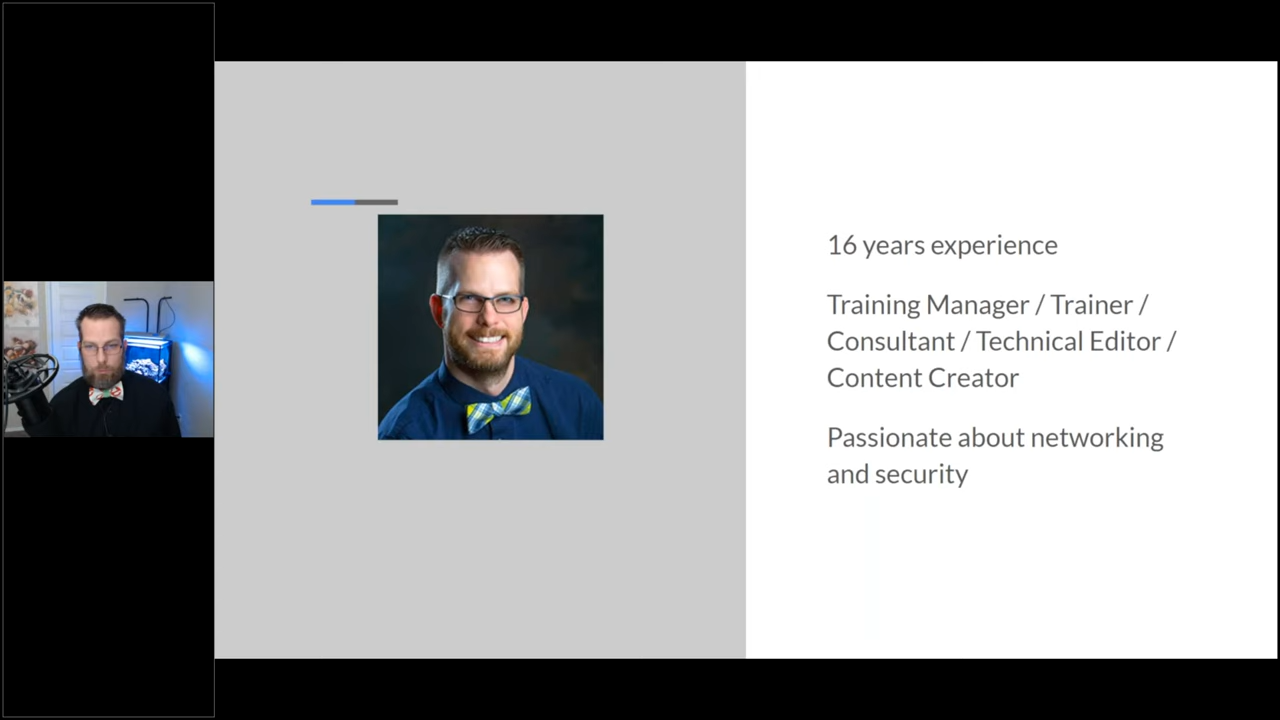 16 years experience
Training Manager / Trainer /
Consultant / Technical Editor /
Content Creator
Passionate about networking
and security